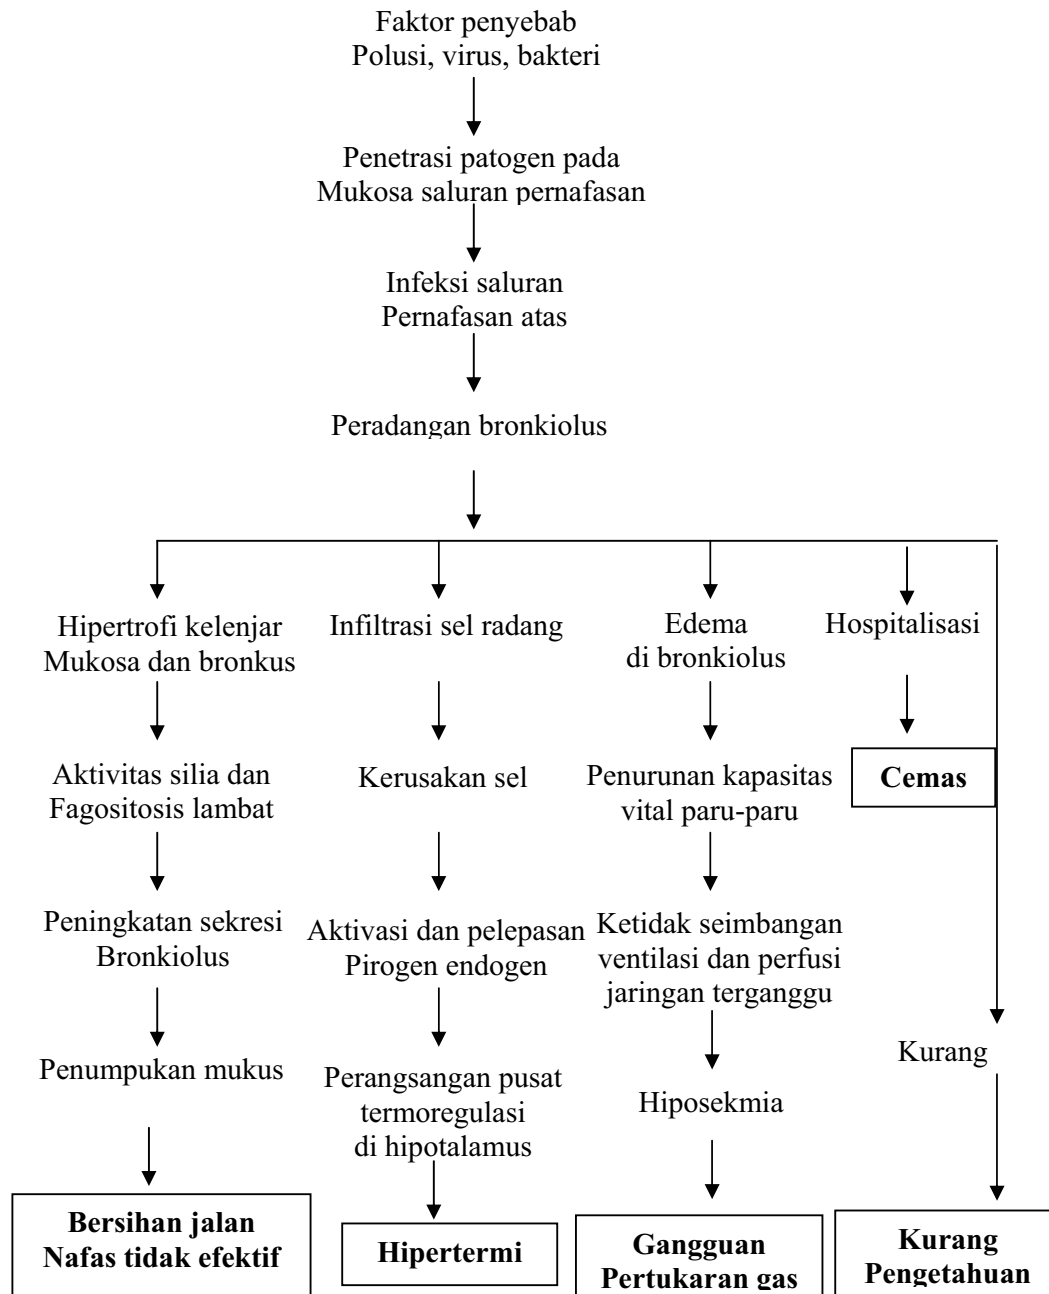 Faktor penyebab
Polusi, virus, bakteri
Penetrasi patogen pada
Mukosa saluran pernafasan
Infeksi saluran
Pernafasan atas
Peradangan bronkiolus
Hipertrofi kelenjar
Mukosa dan bronkus
Infiltrasi sel radang
Edema
di bronkiolus
Hospitalisasi
Aktivitas silia dan
Fagositosis lambat
Kerusakan sel
Penurunan kapasitas
vital paru-paru
Cemas
Peningkatan sekresi
Bronkiolus
Aktivasi dan pelepasan
Pirogen endogen
Ketidak seimbangan
ventilasi dan perfusi
jaringan terganggu
Penumpukan mukus
Perangsangan pusat
termoregulasi
di hipotalamus
Hiposekmia
Kurang
Bersihan jalan
Nafas tidak efektif
Hipertermi
Gangguan
Pertukaran gas
Kurang
Pengetahuan